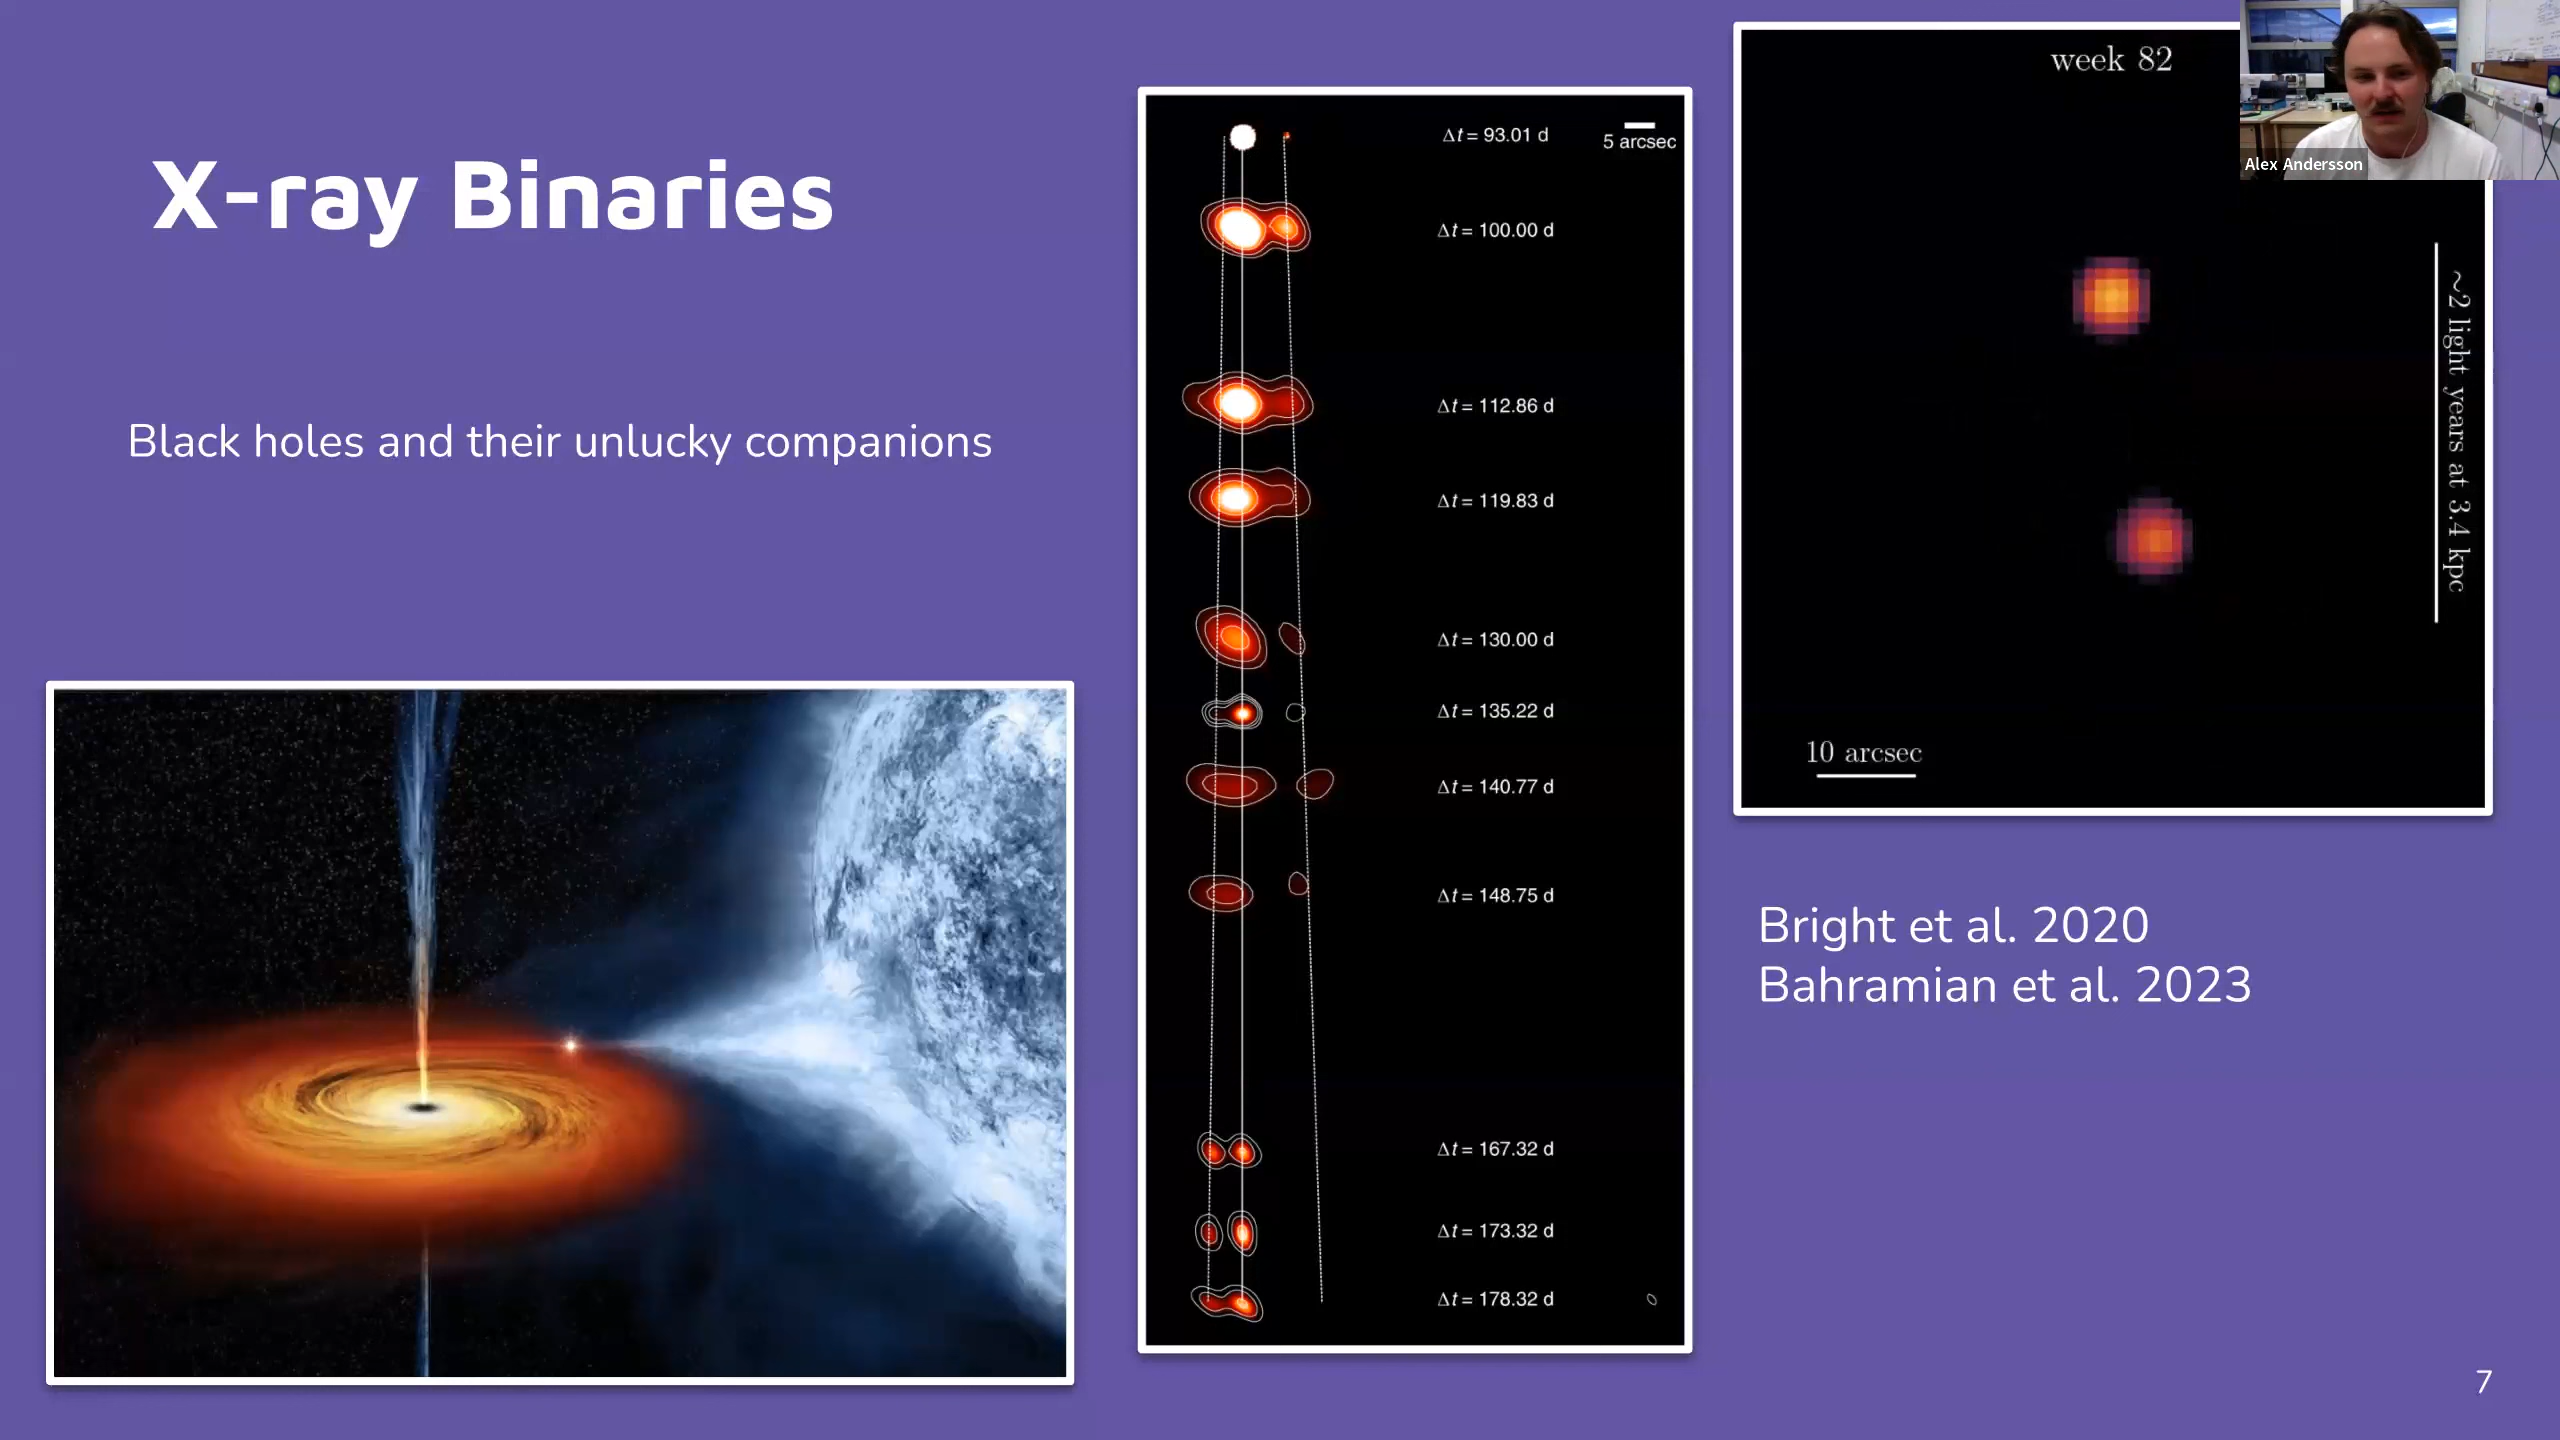 X-ray Binaries
Black holes and their unlucky companions
Δt = 93.01 d
5 arcsec
Δt = 100.00 d
Δt = 112.86 d
Δt = 119.83 d
Δt = 130.00 d
Δt = 135.22 d
Δt = 140.77 d
Δt = 148.75 d
Δt = 167.32 d
Δt = 173.32 d
Δt = 178.32 d
week 82
~2 light years at 3.4 kpc
10 arcsec
Alex Andersson
Bright et al. 2020
Bahramian et al. 2023
7